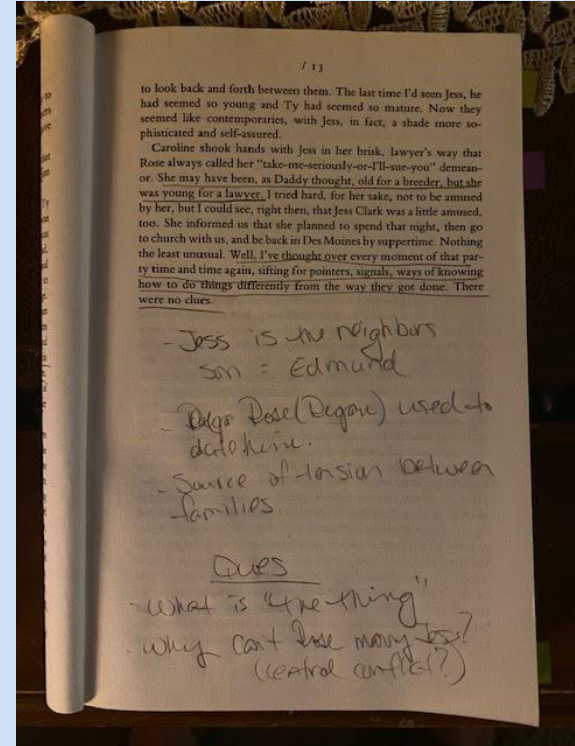 / 13
to look back and forth between them. The last time I'd seen Jess, he
had seemed so young and Ty had seemed so mature. Now they
seemed like contemporaries, with Jess, in fact, a shade more so-
phisticated and self-assured.
Caroline shook hands with Jess in her brisk, lawyer's way that
Rose always called her "take-me-seriously-or-I'll-sue-you" demean-
or. She may have been, as Daddy thought, old for a breeder, but she
was young for a lawyer. I tried hard, for her sake, not to be amused
by her, but I could see, right then, that Jess Clark was a little amused,
too. She informed us that she planned to spend that night, then go
to church with us, and be back in Des Moines by suppertime. Nothing
the least unusual. Well, I've thought over every moment of that par-
ty time and time again, sifting for pointers, signals, ways of knowing
how to do things differently from the way they got done. There
were no clues.
- Jess is the neighburs
son = Edmund
- Rose (Regan) used to
date him.
- Source of tension between
families.
Ques
- What is "the thing"
- Why can't Rose marry Jess?
(central conflict?)